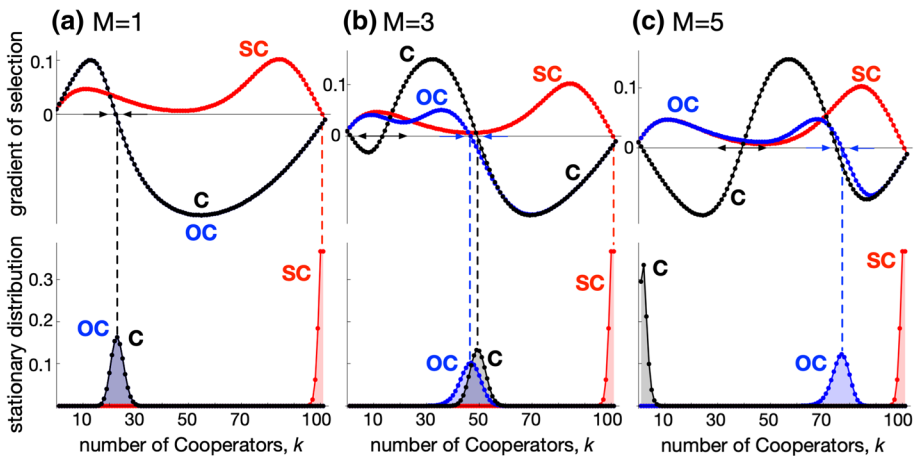 (a) M=1
(b) M=3
(c) M=5
gradient of selection
0.1
0
SC
C
OC
0.1
0
C
OC
SC
C
0.1
0
OC
C
SC
stationary distribution
0.3
0.2
0.1
OC
C
SC
10 30 50 70 100
number of Cooperators, k
OC
C
SC
10 30 50 70 100
number of Cooperators, k
C
OC
SC
10 30 50 70 100
number of Cooperators, k